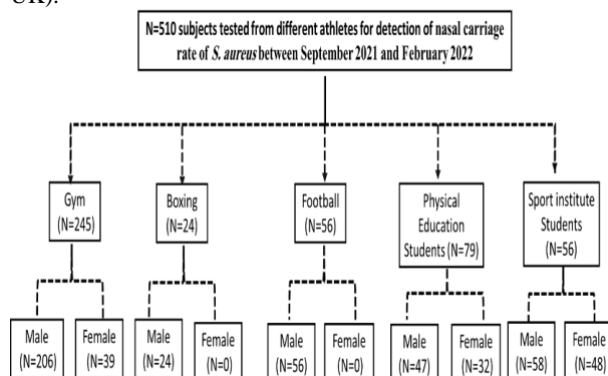 UK).
N=510 subjects tested from different athletes for detection of nasal carriage
rate of S. aureus between September 2021 and February 2022
Gym
(N=245)
Boxing
(N=24)
Football
(N=56)
Physical
Education
Students (N=79)
Sport institute
Students
(N=56)
Male
(N=206)
Female
(N=39)
Male
(N=24)
Female
(N=0)
Male
(N=56)
Female
(N=0)
Male
(N=47)
Female
(N=32)
Male
(N=58)
Female
(N=48)